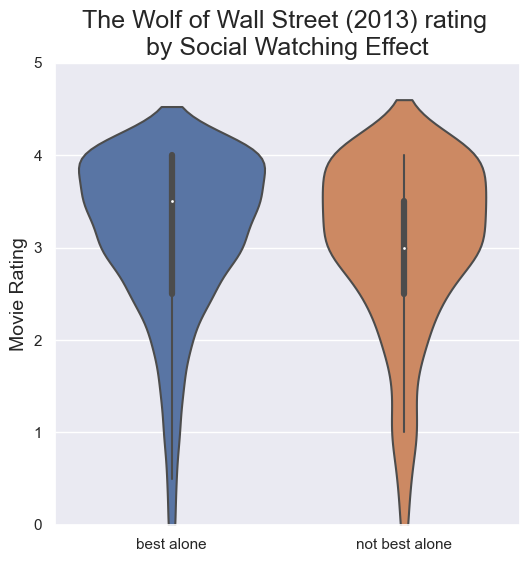 The Wolf of Wall Street (2013) rating
by Social Watching Effect
5
4
3
2
1
0
Movie Rating
best alone
not best alone